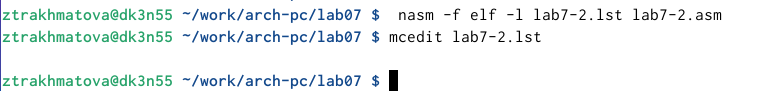 ztrakhmatova@dk3n55 ~/work/arch-pc/lab07 $  nasm -f elf -l lab7-2.lst lab7-2.asm
ztrakhmatova@dk3n55 ~/work/arch-pc/lab07 $ mcedit lab7-2.lst
ztrakhmatova@dk3n55 ~/work/arch-pc/lab07 $